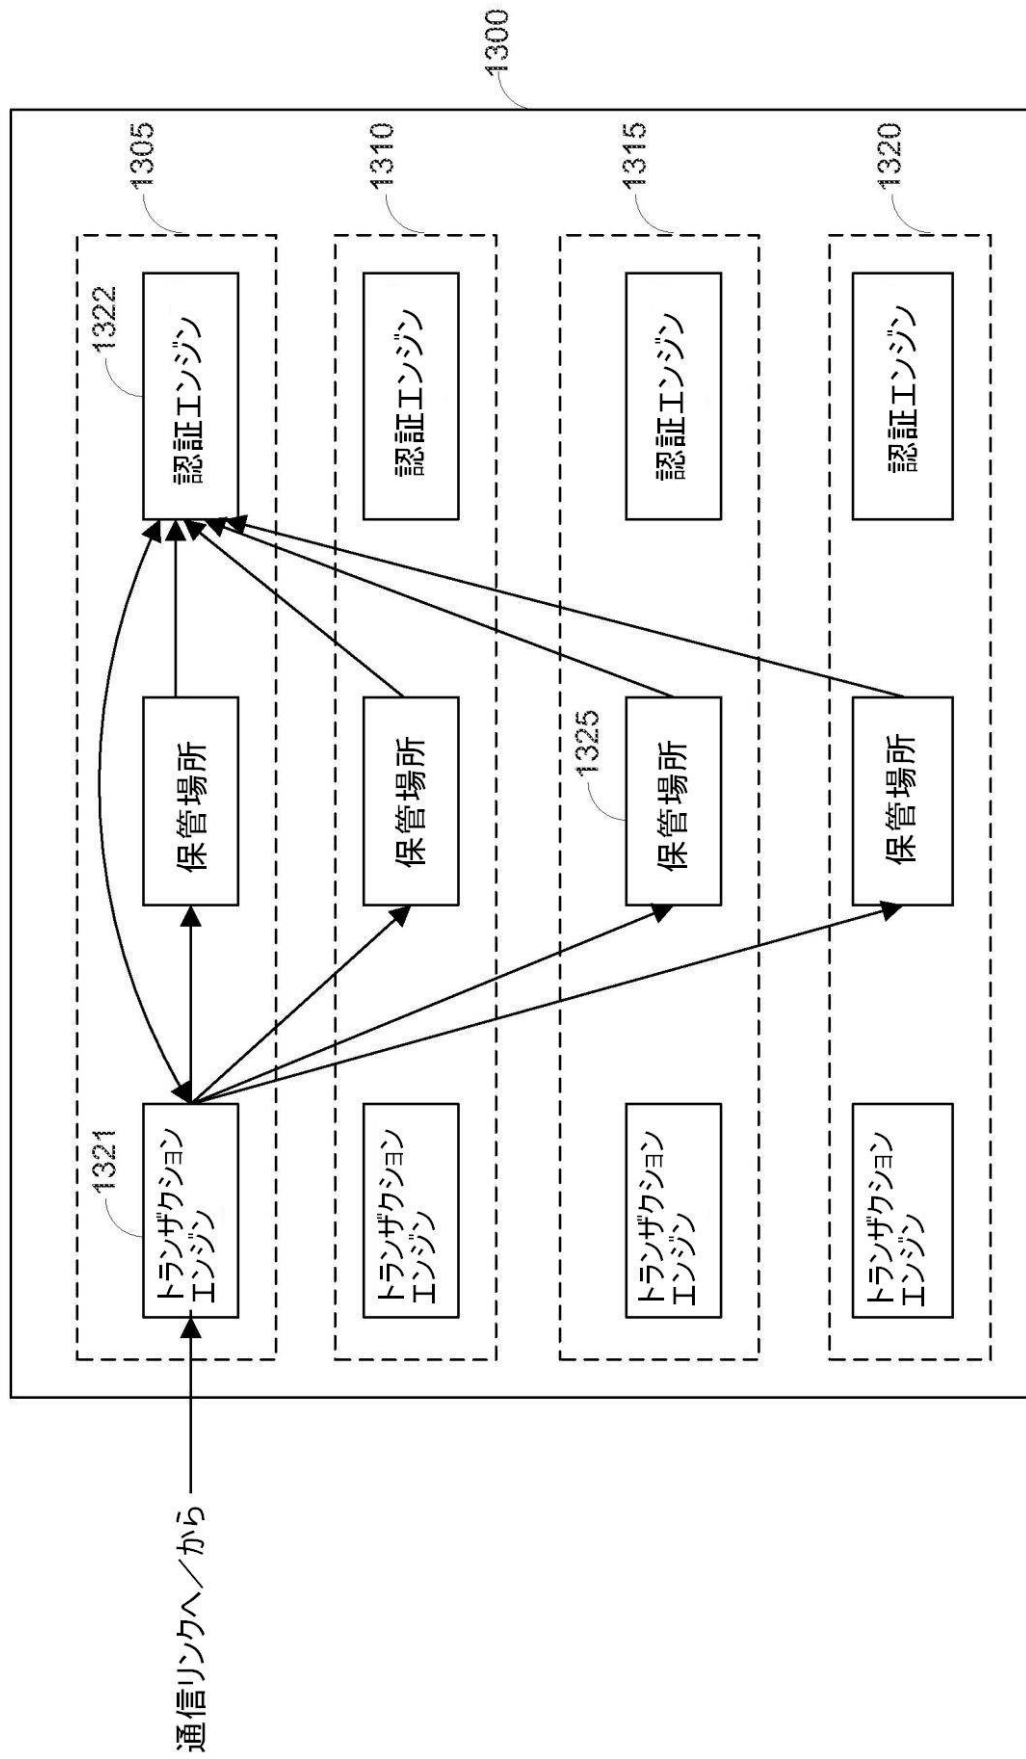 1300
1305
1322
認証エンジン
保管場所
1321
トランザクション
エンジン
通信リンクへ/から
1310
認証エンジン
保管場所
トランザクション
エンジン
1315
認証エンジン
1325
保管場所
トランザクション
エンジン
1320
認証エンジン
保管場所
トランザクション
エンジン